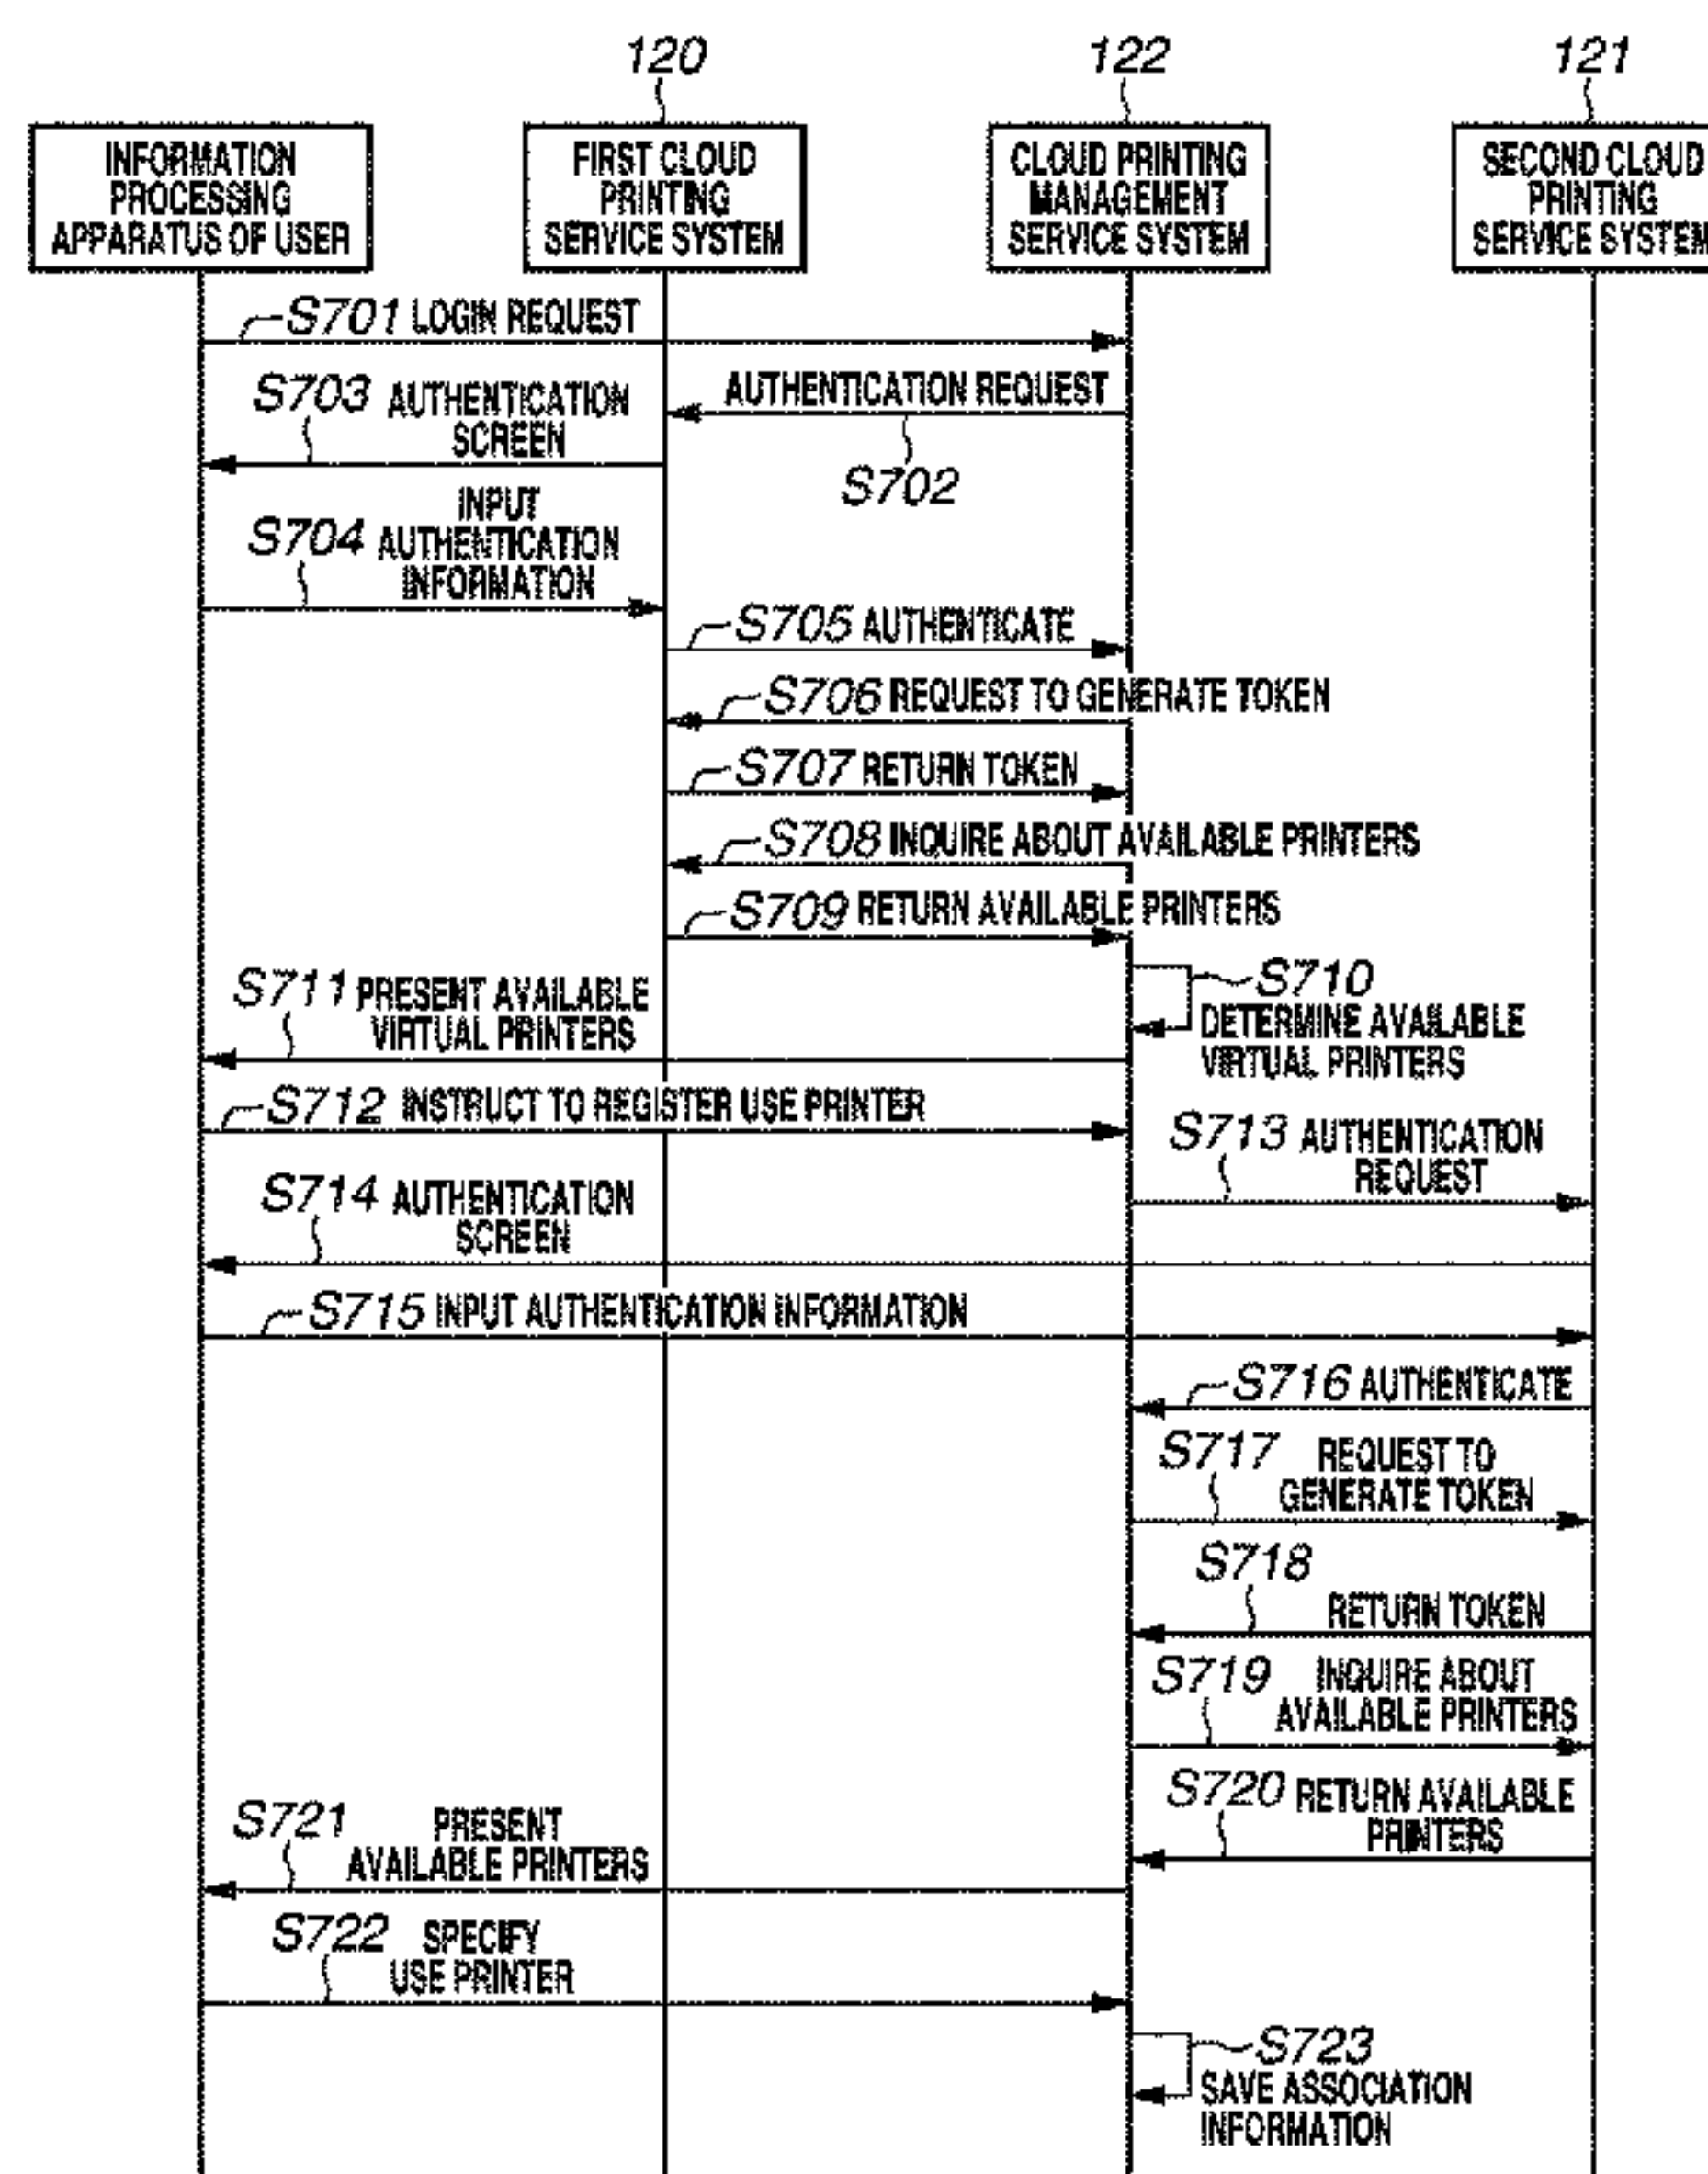 120
122
121
INFORMATION
PROCESSING
APPARATUS OF USER
FIRST CLOUD
PRINTING
SERVICE SYSTEM
CLOUD PRINTING
MANAGEMENT
SERVICE SYSTEM
SECOND CLOUD
PRINTING
SERVICE SYSTEM
S701 LOGIN REQUEST
AUTHENTICATION REQUEST
S702
S703 AUTHENTICATION
SCREEN
S704 INPUT
AUTHENTICATION
INFORMATION
S705 AUTHENTICATE
S706 REQUEST TO GENERATE TOKEN
S707 RETURN TOKEN
S708 INQUIRE ABOUT AVAILABLE PRINTERS
S709 RETURN AVAILABLE PRINTERS
S710
DETERMINE AVAILABLE
VIRTUAL PRINTERS
S711 PRESENT AVAILABLE
VIRTUAL PRINTERS
S712 INSTRUCT TO REGISTER USE PRINTER
S713 AUTHENTICATION
REQUEST
S714 AUTHENTICATION
SCREEN
S715 INPUT AUTHENTICATION INFORMATION
S716 AUTHENTICATE
S717 REQUEST TO
GENERATE TOKEN
S718
RETURN TOKEN
S719 INQUIRE ABOUT
AVAILABLE PRINTERS
S720 RETURN AVAILABLE
PRINTERS
S721 PRESENT
AVAILABLE PRINTERS
S722 SPECIFY
USE PRINTER
S723
SAVE ASSOCIATION
INFORMATION